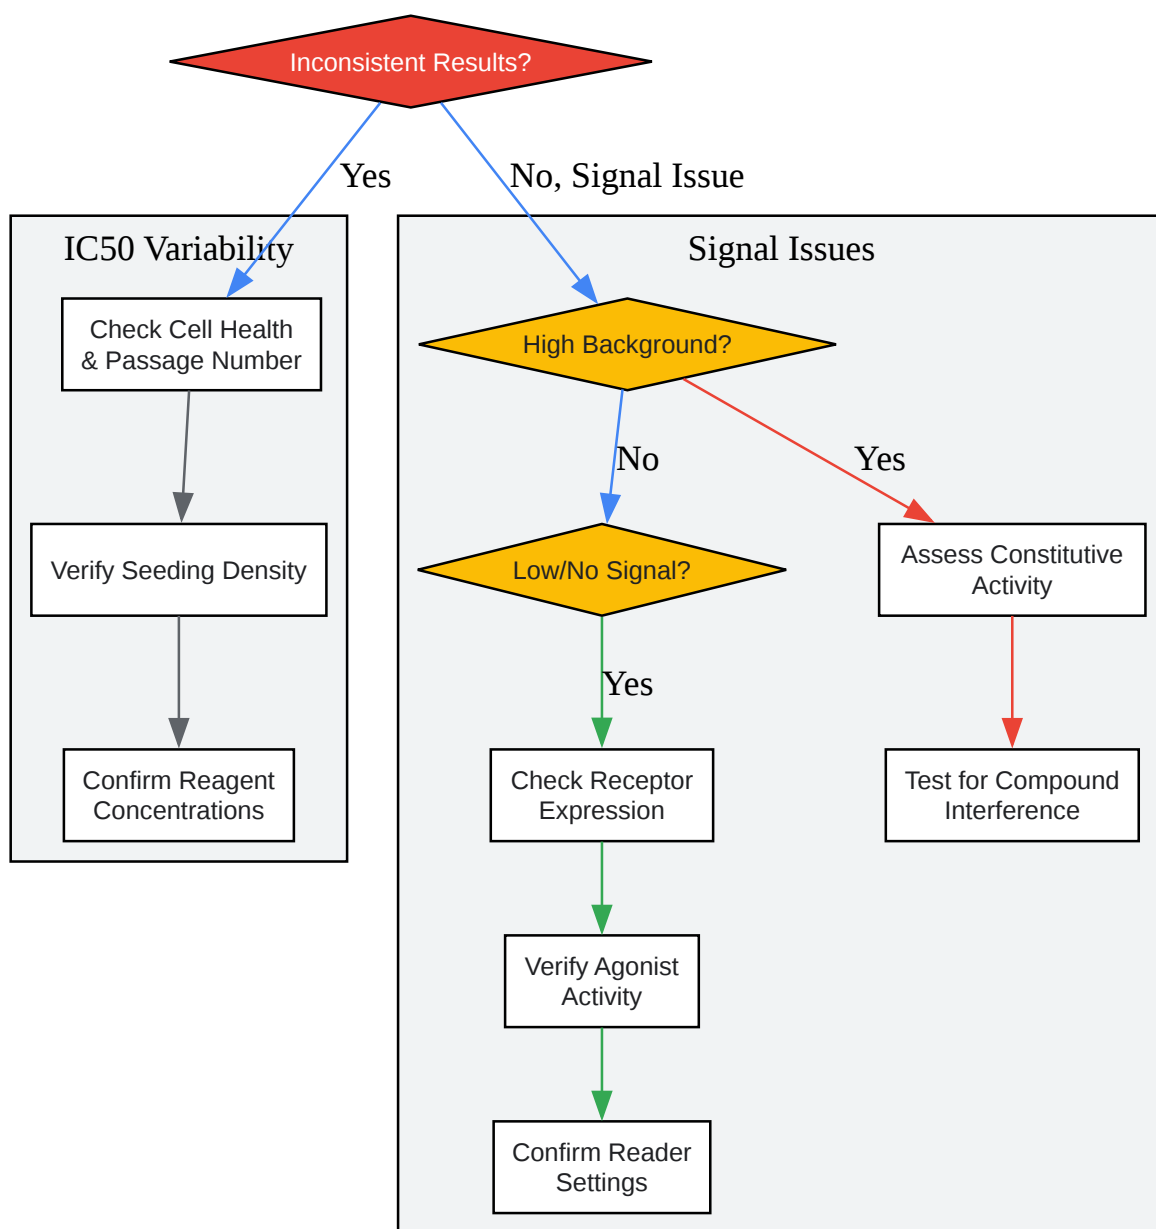 Inconsistent Results?
Yes
No, Signal Issue
IC50 Variability
Check Cell Health
& Passage Number
Verify Seeding Density
Confirm Reagent
Concentrations
Signal Issues
High Background?
No
Yes
Low/No Signal?
Assess Constitutive
Activity
Yes
Check Receptor
Expression
Test for Compound
Interference
Verify Agonist
Activity
Confirm Reader
Settings